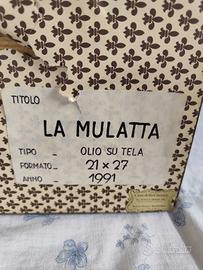 TITOLO
LA MULATTA
TIPO - OLIO SU TELA
FORMATO - 21 x 27
ANNO 1991